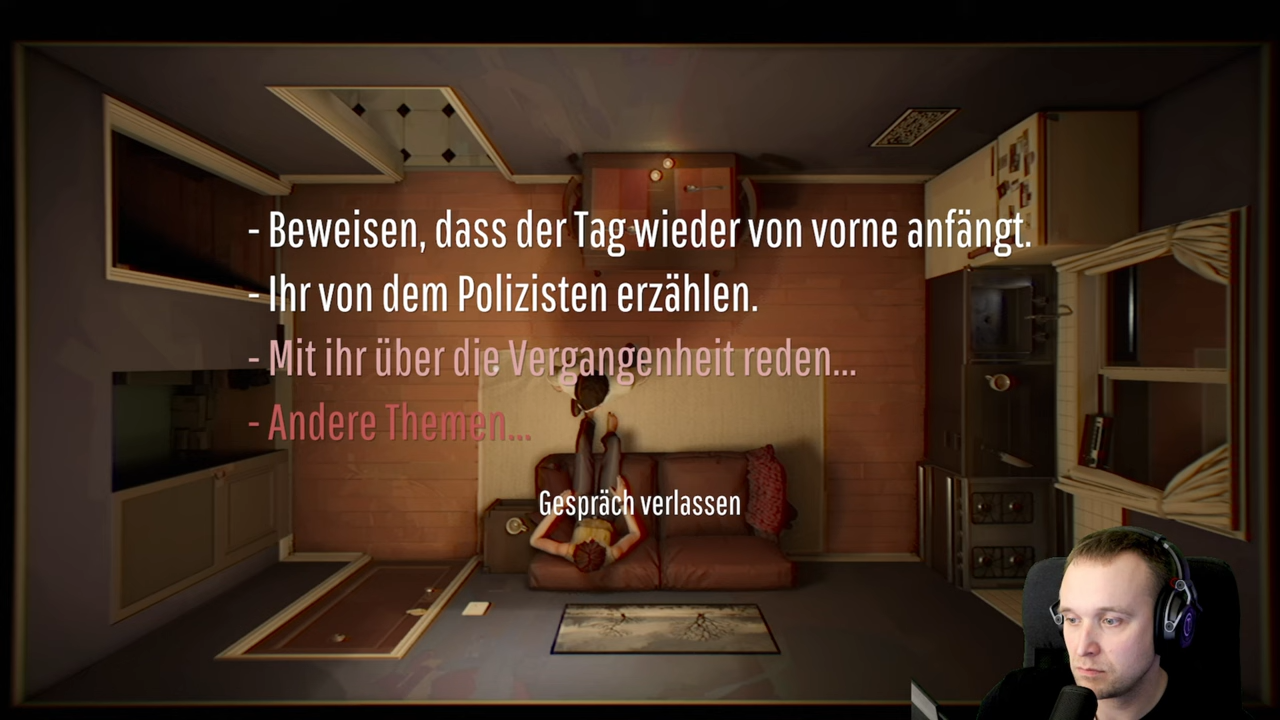 - Beweisen, dass der Tag wieder von vorne anfängt.
- Ihr von dem Polizisten erzählen.
- Mit ihr über die Vergangenheit reden...
- Andere Themen...
Gespräch verlassen